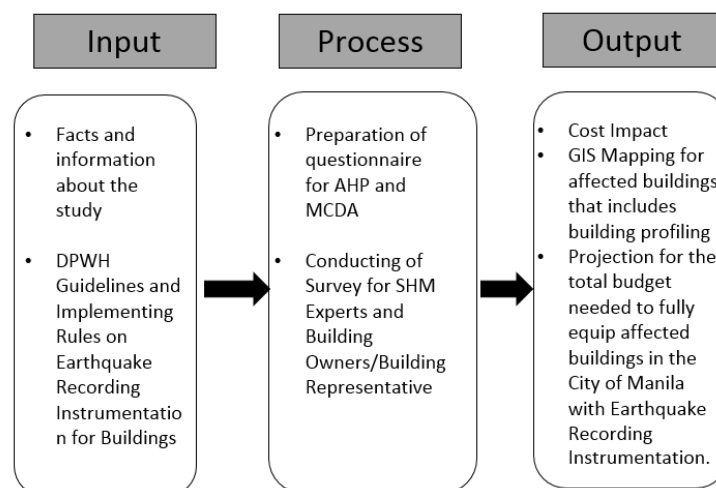 Input
Process
Output
• Facts and
information
about the
study
• DPWH
Guidelines and
Implementing
Rules on
Earthquake
Recording
Instrumentatio
n for Buildings
• Preparation of
questionnaire
for AHP and
MCDA
• Conducting of
Survey for SHM
Experts and
Building
Owners/Building
Representative
• Cost Impact
• GIS Mapping for
affected buildings
that includes
building profiling
• Projection for the
total budget
needed to fully
equip affected
buildings in the
City of Manila
with Earthquake
Recording
Instrumentation.